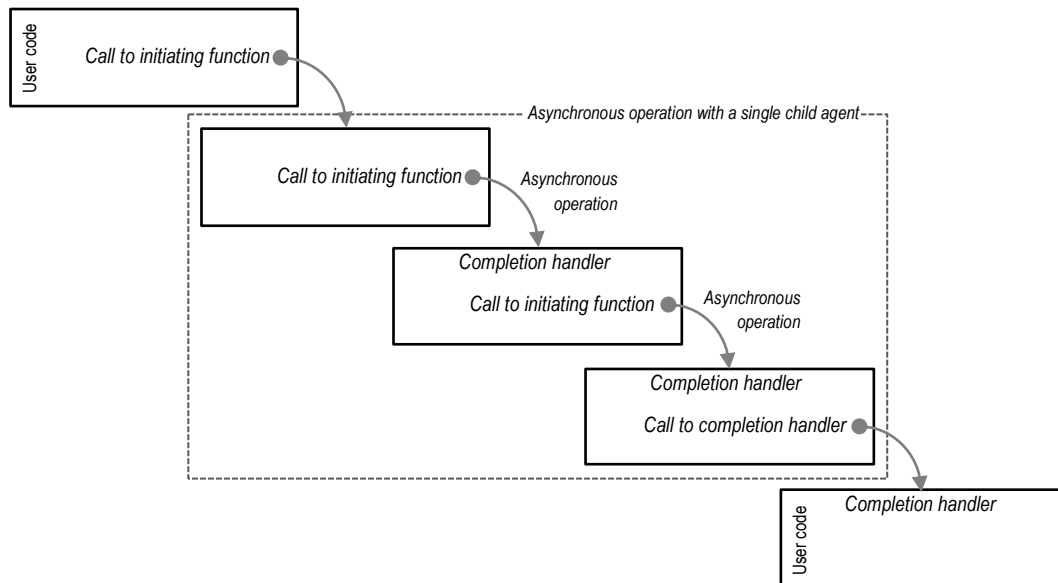 User code
Call to initiating function
Asynchronous operation with a single child agent
Call to initiating function
Asynchronous
operation
Completion handler
Call to initiating function
Asynchronous
operation
Completion handler
Call to completion handler
Completion handler
User code